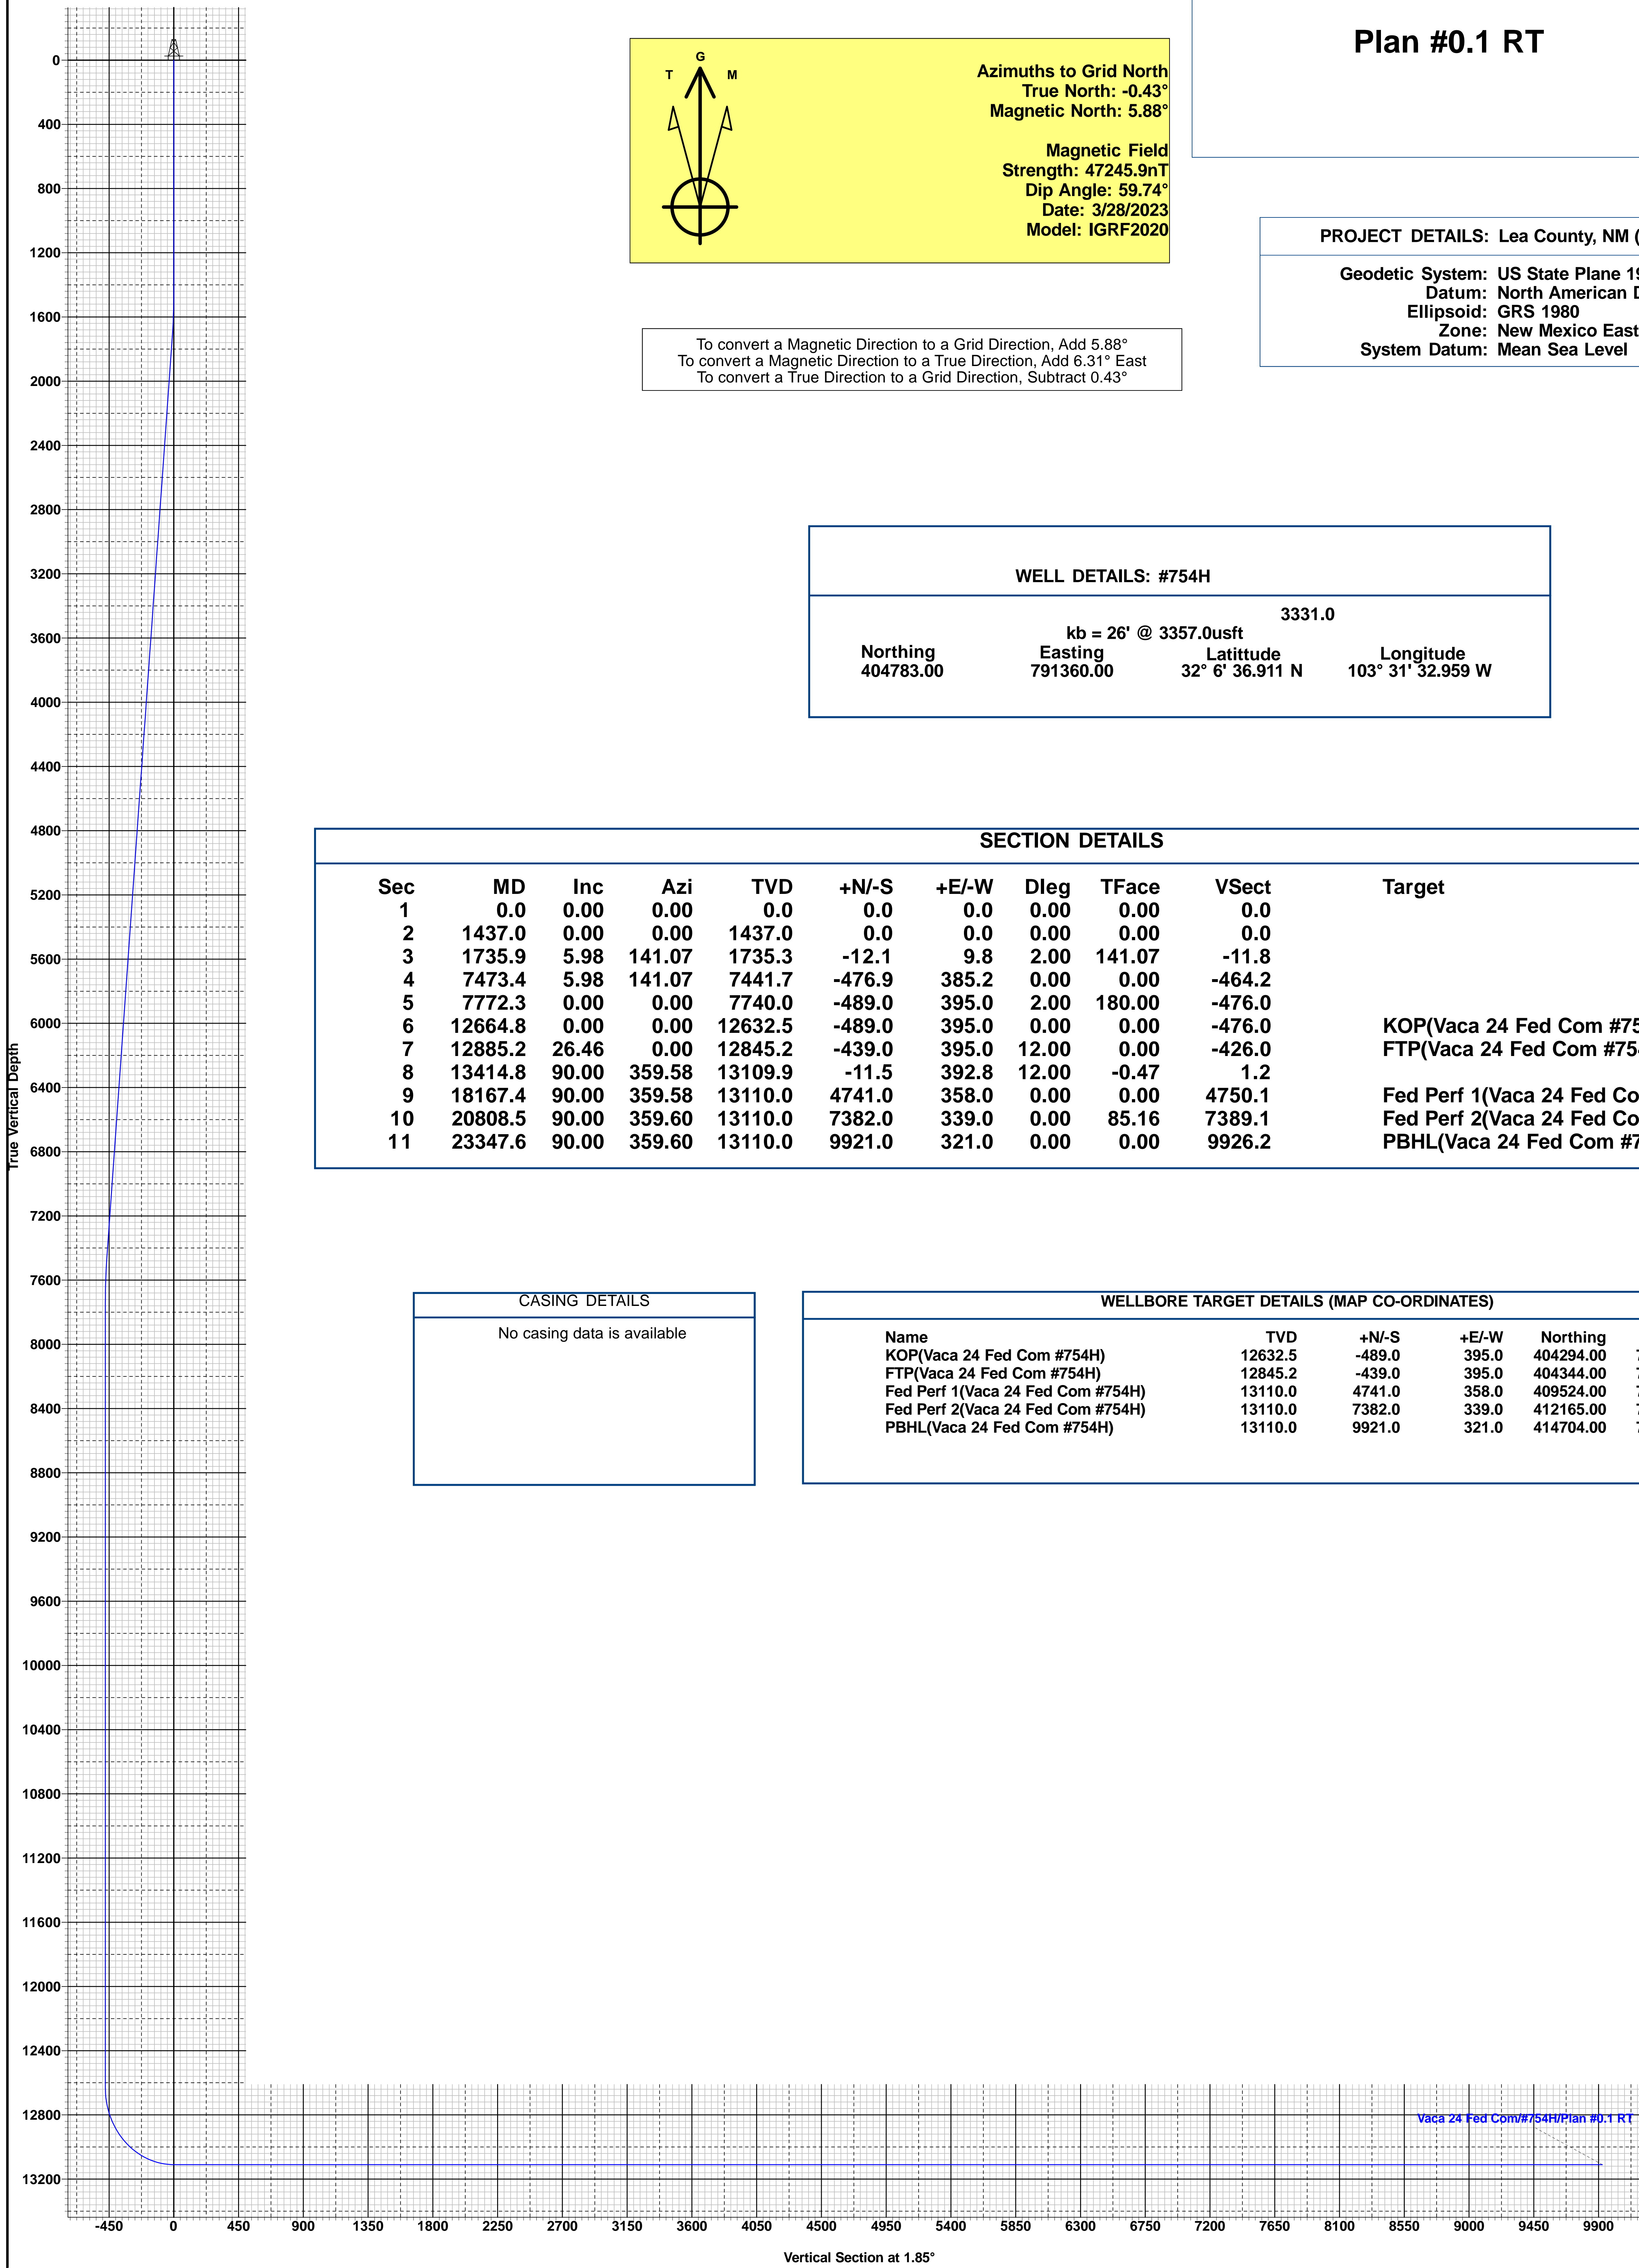 Plan #0.1 RT
G
T M
Azimuths to Grid North
True North: -0.43°
Magnetic North: 5.88°
Magnetic Field
Strength: 47245.9nT
Dip Angle: 59.74°
Date: 3/28/2023
Model: IGRF2020
To convert a Magnetic Direction to a Grid Direction, Add 5.88°
To convert a Magnetic Direction to a True Direction, Add 6.31° East
To convert a True Direction to a Grid Direction, Subtract 0.43°
PROJECT DETAILS: Lea County, NM (
Geodetic System: US State Plane 19
Datum: North American D
Ellipsoid: GRS 1980
Zone: New Mexico East
System Datum: Mean Sea Level
WELL DETAILS: #754H
3331.0
kb = 26' @ 3357.0usft
Northing Easting Latittude Longitude
404783.00 791360.00 32° 6' 36.911 N 103° 31' 32.959 W
SECTION DETAILS
Sec MD Inc Azi TVD +N/-S +E/-W Dleg TFace VSect Target
1 0.0 0.00 0.00 0.0 0.0 0.0 0.00 0.00 0.0
2 1437.0 0.00 0.00 1437.0 0.0 0.0 0.00 0.00 0.0
3 1735.9 5.98 141.07 1735.3 -12.1 9.8 2.00 141.07 -11.8
4 7473.4 5.98 141.07 7441.7 -476.9 385.2 0.00 0.00 -464.2
5 7772.3 0.00 0.00 7740.0 -489.0 395.0 2.00 180.00 -476.0
6 12664.8 0.00 0.00 12632.5 -489.0 395.0 0.00 0.00 -476.0 KOP(Vaca 24 Fed Com #75
7 12885.2 26.46 0.00 12845.2 -439.0 395.0 12.00 0.00 -426.0 FTP(Vaca 24 Fed Com #75
8 13414.8 90.00 359.58 13109.9 -11.5 392.8 12.00 -0.47 1.2
9 18167.4 90.00 359.58 13110.0 4741.0 358.0 0.00 0.00 4750.1 Fed Perf 1(Vaca 24 Fed Co
10 20808.5 90.00 359.60 13110.0 7382.0 339.0 0.00 85.16 7389.1 Fed Perf 2(Vaca 24 Fed Co
11 23347.6 90.00 359.60 13110.0 9921.0 321.0 0.00 0.00 9926.2 PBHL(Vaca 24 Fed Com #7
CASING DETAILS
No casing data is available
WELLBORE TARGET DETAILS (MAP CO-ORDINATES)
Name TVD +N/-S +E/-W Northing
KOP(Vaca 24 Fed Com #754H) 12632.5 -489.0 395.0 404294.00 7
FTP(Vaca 24 Fed Com #754H) 12845.2 -439.0 395.0 404344.00 7
Fed Perf 1(Vaca 24 Fed Com #754H) 13110.0 4741.0 358.0 409524.00 7
Fed Perf 2(Vaca 24 Fed Com #754H) 13110.0 7382.0 339.0 412165.00 7
PBHL(Vaca 24 Fed Com #754H) 13110.0 9921.0 321.0 414704.00 7
True Vertical Depth
0
400
800
1200
1600
2000
2400
2800
3200
3600
4000
4400
4800
5200
5600
6000
6400
6800
7200
7600
8000
8400
8800
9200
9600
10000
10400
10800
11200
11600
12000
12400
12800
13200
Vaca 24 Fed Com/#754H/Plan #0.1 RT
-450 0 450 900 1350 1800 2250 2700 3150 3600 4050 4500 4950 5400 5850 6300 6750 7200 7650 8100 8550 9000 9450 9900
Vertical Section at 1.85°